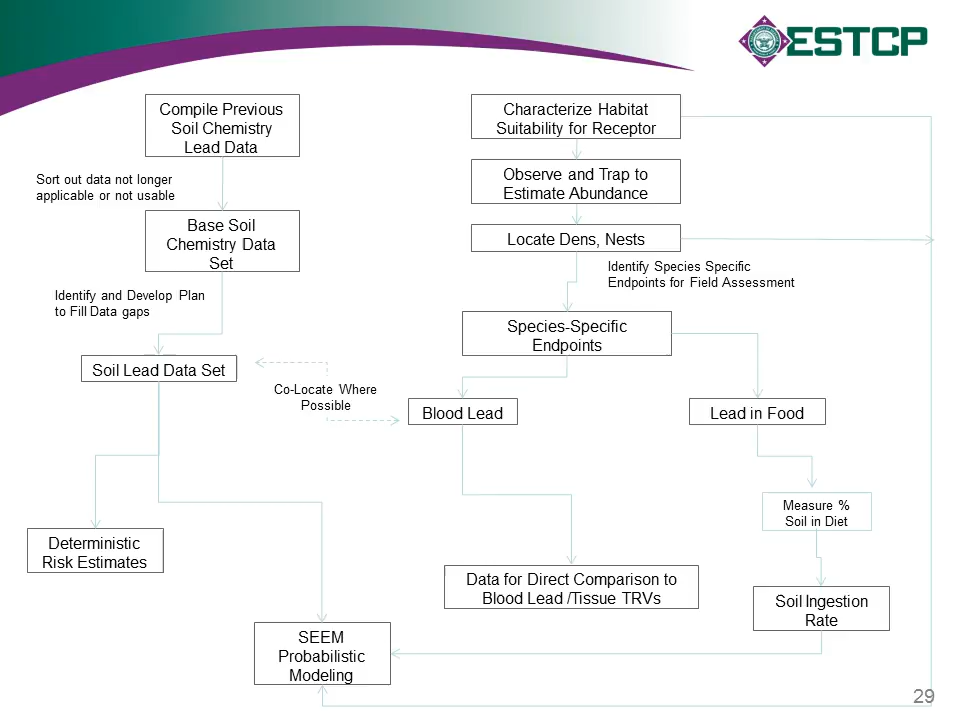 ESTCP
Compile Previous
Soil Chemistry
Lead Data
Sort out data not longer
applicable or not usable
Base Soil
Chemistry Data
Set
Identify and Develop Plan
to Fill Data gaps
Soil Lead Data Set
Co-Locate Where
Possible
Deterministic
Risk Estimates
SEEM
Probabilistic
Modeling
Characterize Habitat
Suitability for Receptor
Observe and Trap to
Estimate Abundance
Locate Dens, Nests
Identify Species Specific
Endpoints for Field Assessment
Species-Specific
Endpoints
Blood Lead
Lead in Food
Measure %
Soil in Diet
Data for Direct Comparison to
Blood Lead /Tissue TRVs
Soil Ingestion
Rate
29